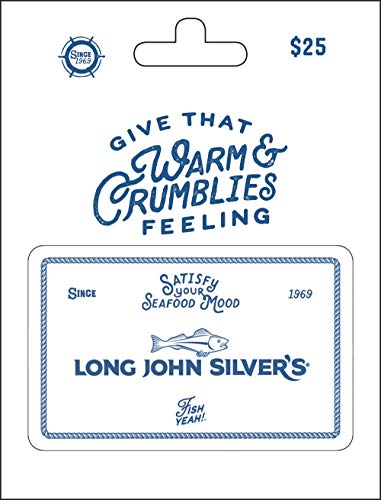 SINCE
1969
$25
GIVE THAT
WARM &
CRUMBLIES
FEELING
SATISFY
YOUR
SEAFOOD MOOD
SINCE
1969
LONG JOHN SILVER'S®
FISH
YEAH!